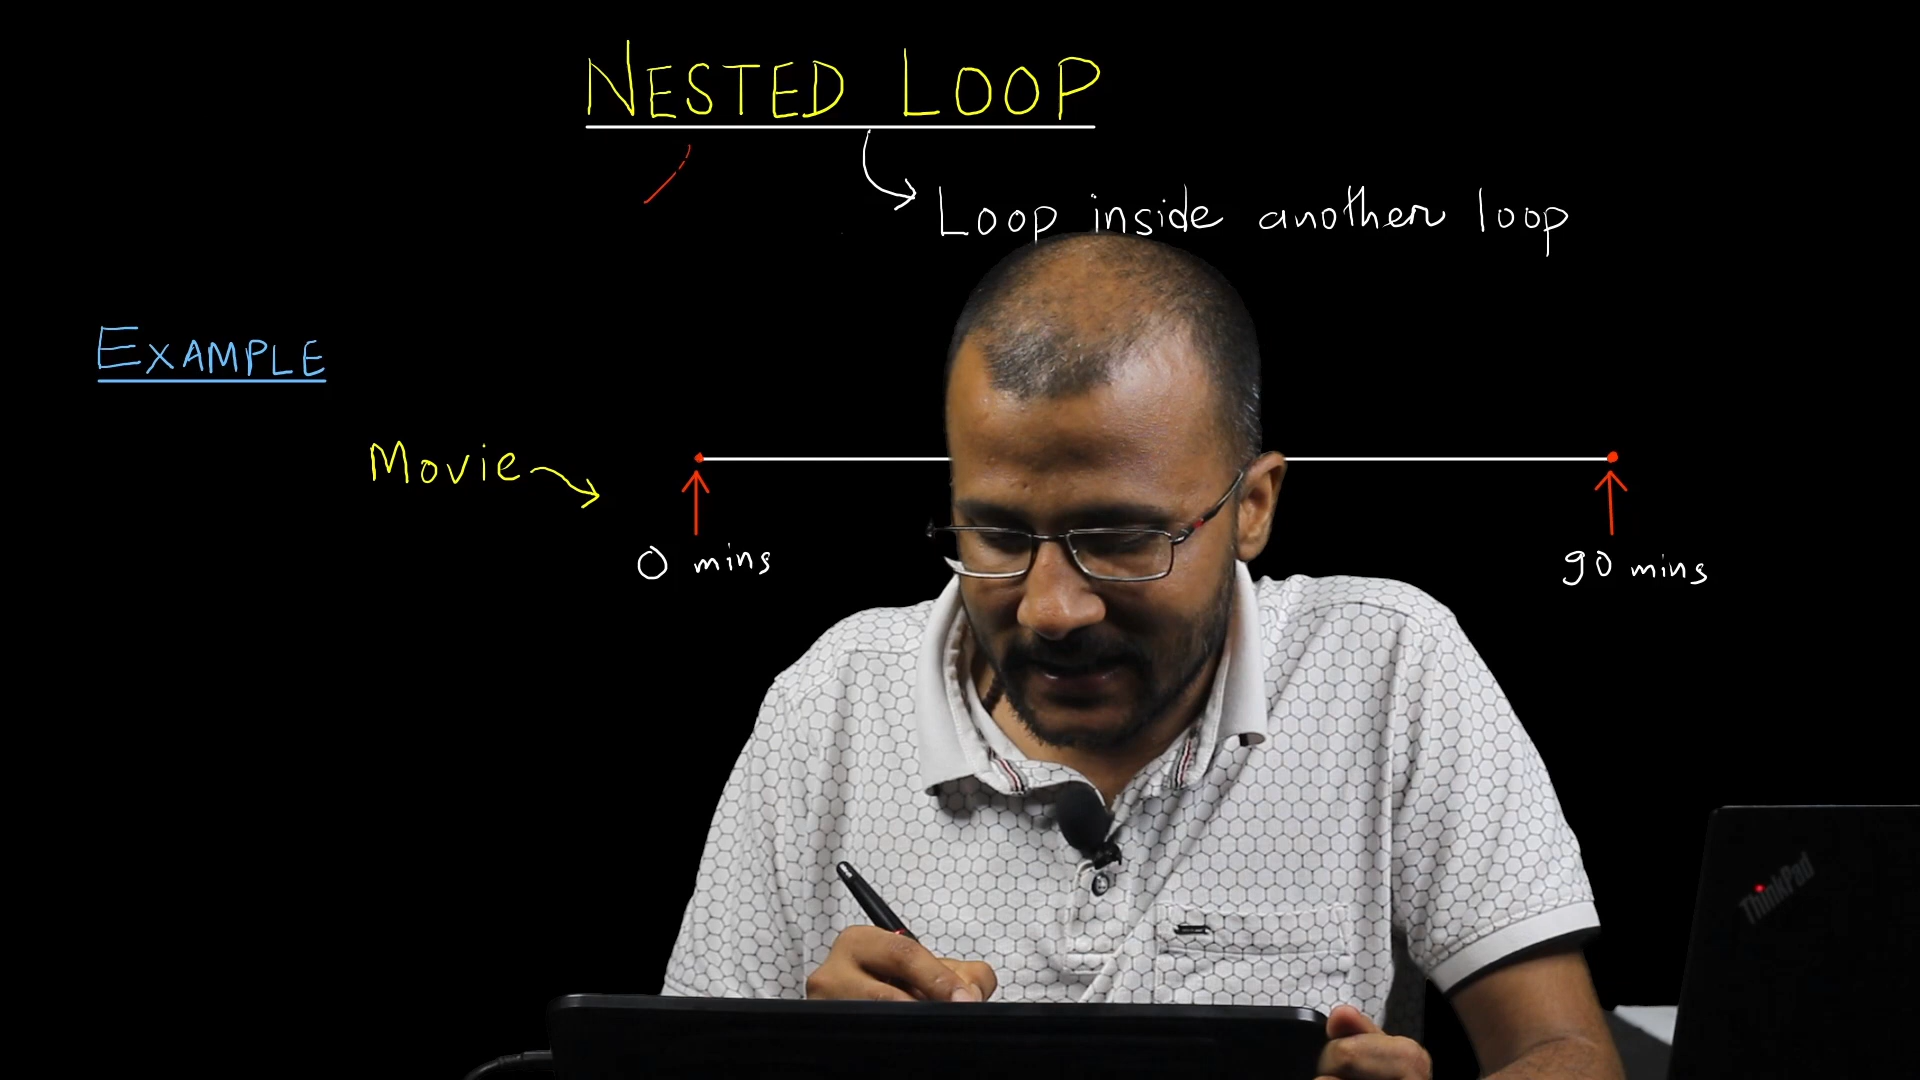 NESTED LOOP
Loop inside another loop
EXAMPLE
Movie
0 mins
90 mins
ThinkPad